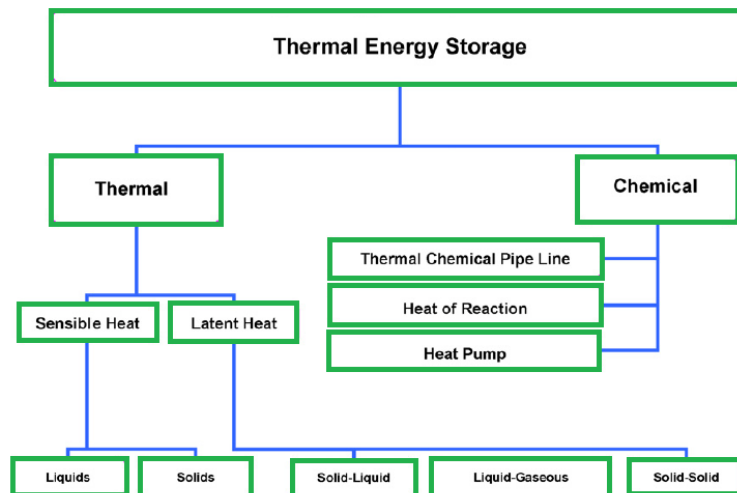 Thermal Energy Storage
Thermal
Chemical
Thermal Chemical Pipe Line
Heat of Reaction
Heat Pump
Sensible Heat
Latent Heat
Liquids
Solids
Solid-Liquid
Liquid-Gaseous
Solid-Solid